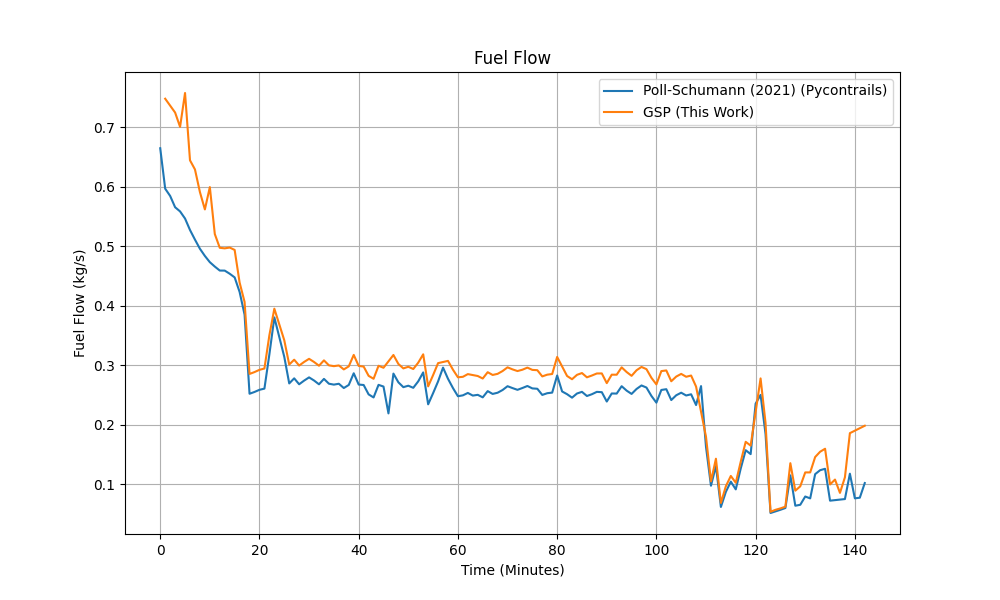 Fuel Flow
Poll-Schumann (2021) (Pycontrails)
GSP (This Work)
Fuel Flow (kg/s)
0.7
0.6
0.5
0.4
0.3
0.2
0.1
0 20 40 60 80 100 120 140
Time (Minutes)